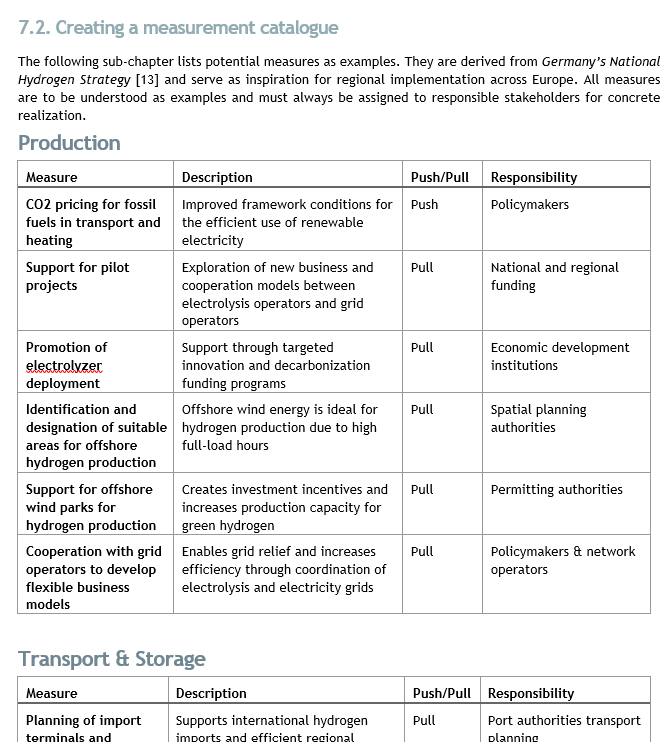 7.2. Creating a measurement catalogue
The following sub-chapter lists potential measures as examples. They are derived from Germany's National
Hydrogen Strategy [13] and serve as inspiration for regional implementation across Europe. All measures
are to be understood as examples and must always be assigned to responsible stakeholders for concrete
realization.
Production
Measure Description Push/Pull Responsibility
CO2 pricing for fossil Improved framework conditions for Push Policymakers
fuels in transport and the efficient use of renewable
heating electricity
Support for pilot Exploration of new business and Pull National and regional
projects cooperation models between funding
electrolysis operators and grid
operators
Promotion of Support through targeted Pull Economic development
electrolyzer innovation and decarbonization institutions
deployment funding programs
Identification and Offshore wind energy is ideal for Pull Spatial planning
designation of suitable hydrogen production due to high authorities
areas for offshore full-load hours
hydrogen production
Support for offshore Creates investment incentives and Pull Permitting authorities
wind parks for increases production capacity for
hydrogen production green hydrogen
Cooperation with grid Enables grid relief and increases Pull Policymakers & network
operators to develop efficiency through coordination of operators
flexible business electrolysis and electricity grids
models
Transport & Storage
Measure Description Push/Pull Responsibility
Planning of import Supports international hydrogen Pull Port authorities transport
terminals and imports and efficient regional planning